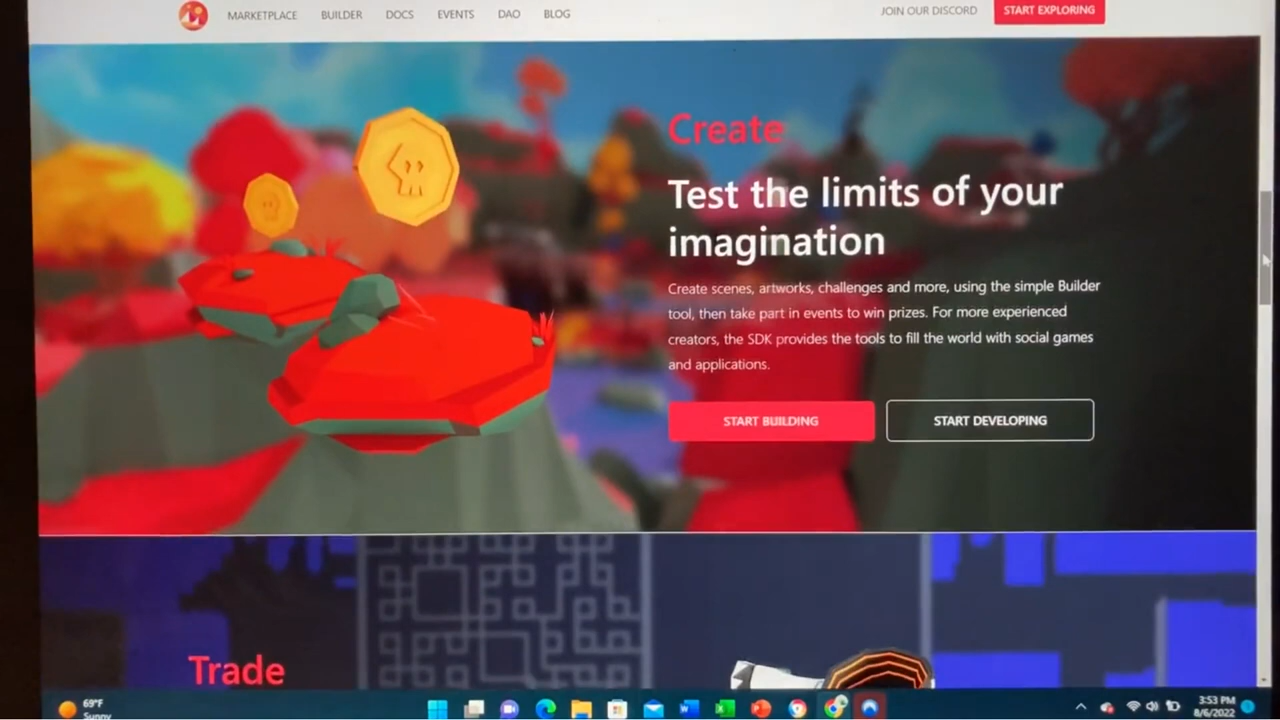 MARKETPLACE BUILDER DOCS EVENTS DAO BLOG JOIN OUR DISCORD START EXPLORING
Create
Test the limits of your
imagination
Create scenes, artworks, challenges and more, using the simple Builder
tool, then take part in events to win prizes. For more experienced
creators, the SDK provides the tools to fill the world with social games
and applications.
START BUILDING START DEVELOPING
Trade
69°F
Sunny
3:53 PM
8/6/2022